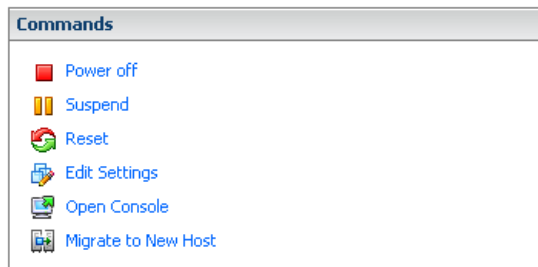 Commands
Power off
Suspend
Reset
Edit Settings
Open Console
Migrate to New Host